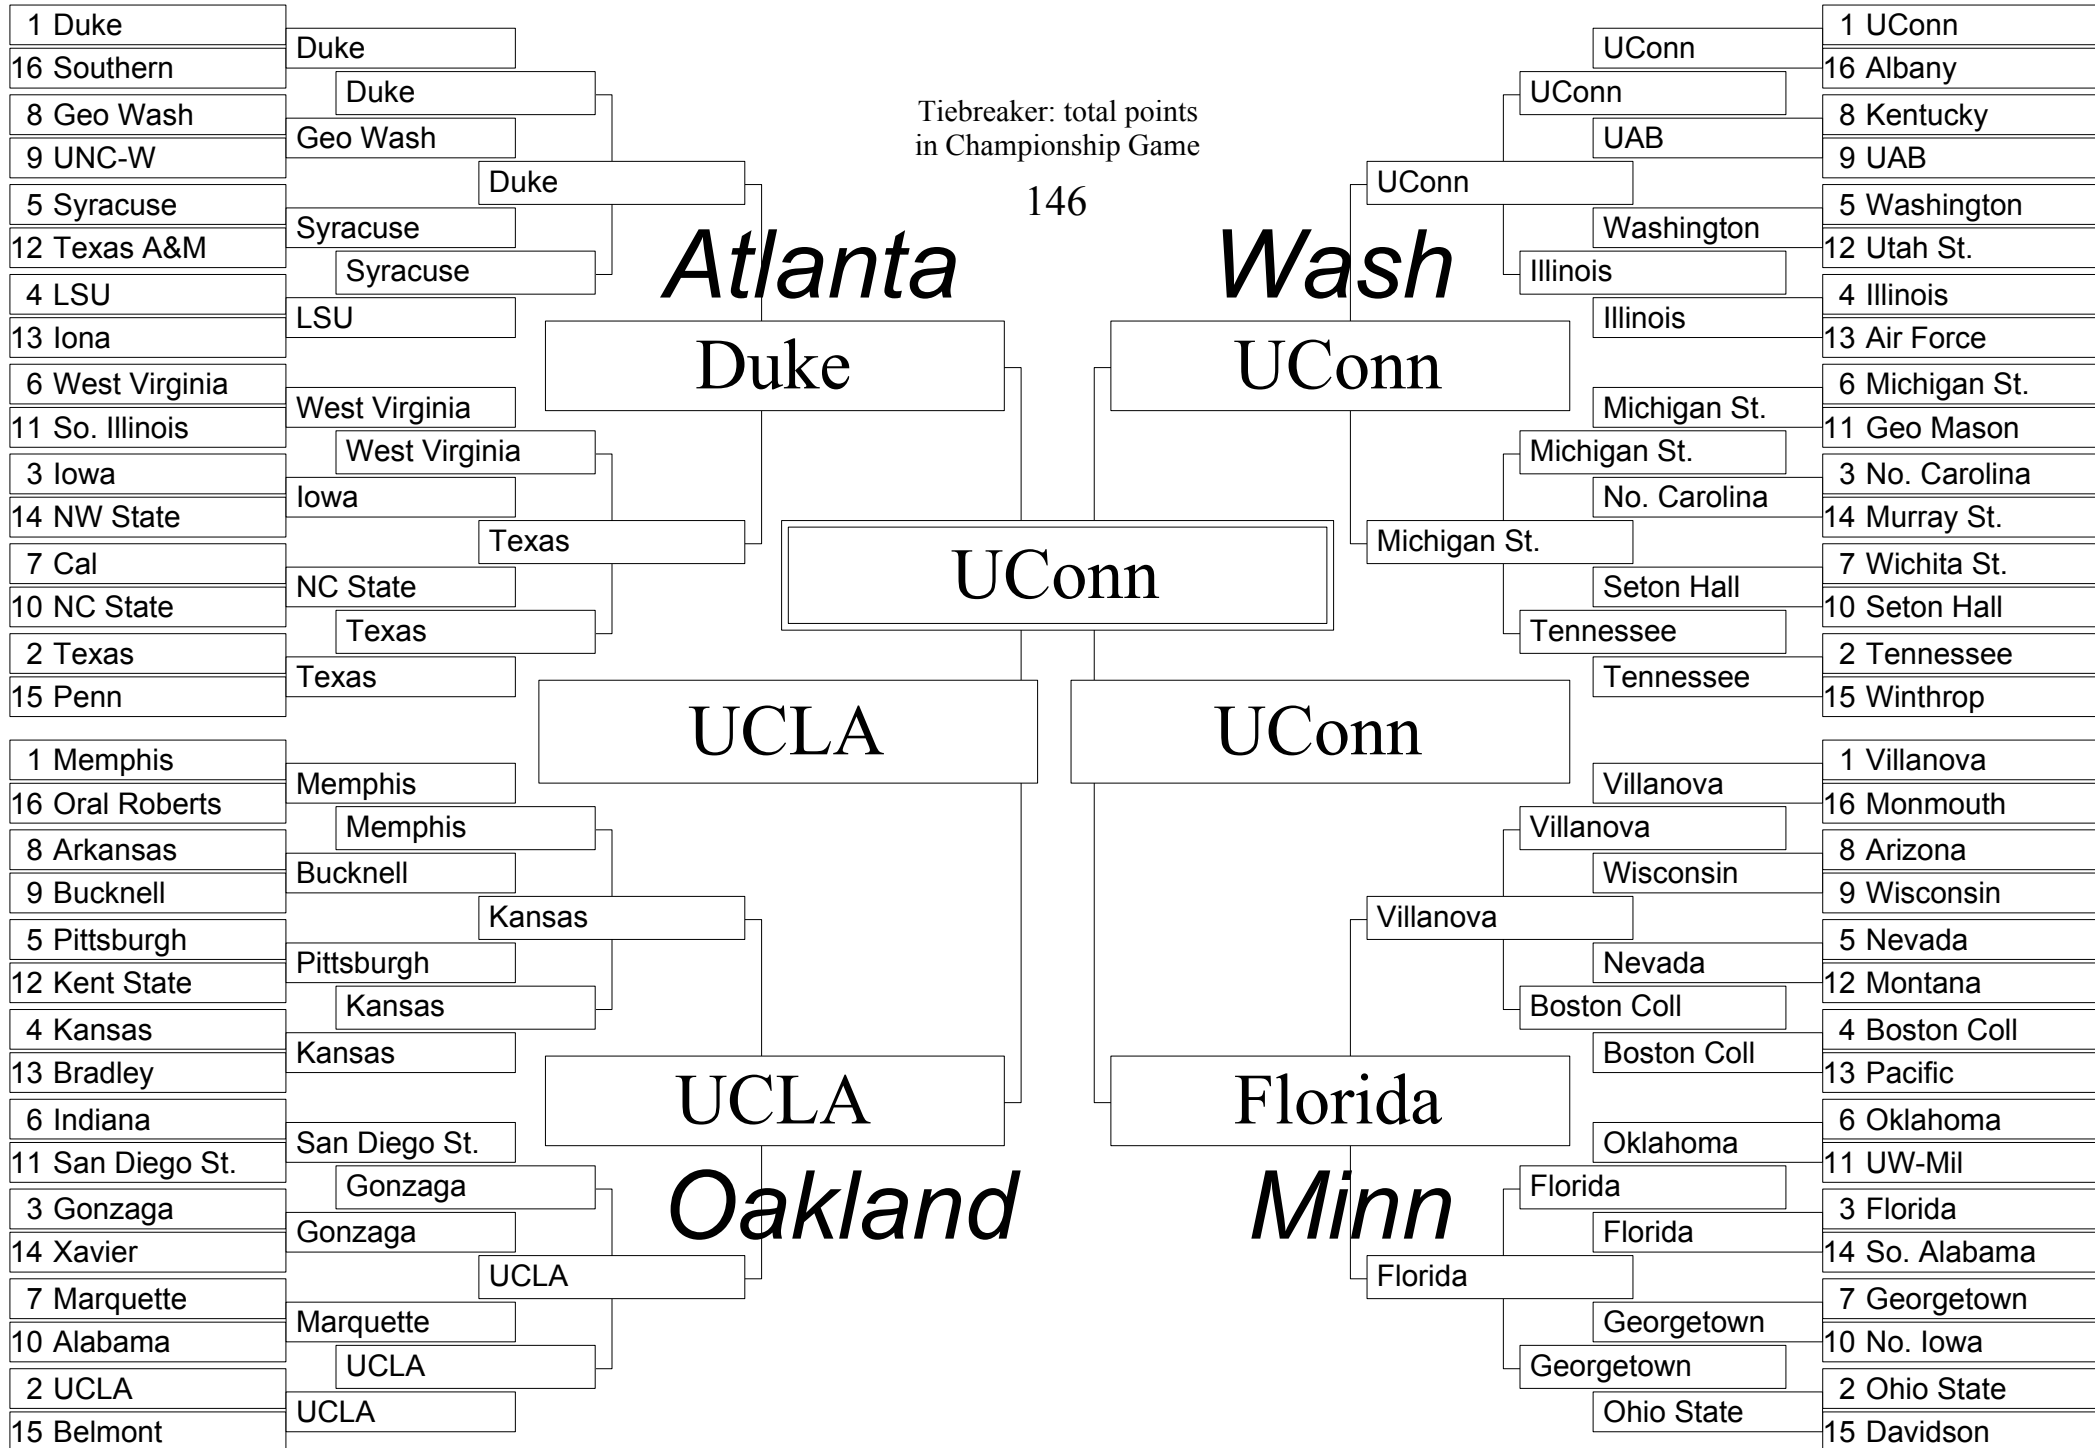 1 Duke
16 Southern
8 Geo Wash
9 UNC-W
5 Syracuse
12 Texas A&M
4 LSU
13 Iona
6 West Virginia
11 So. Illinois
3 Iowa
14 NW State
7 Cal
10 NC State
2 Texas
15 Penn
1 Memphis
16 Oral Roberts
8 Arkansas
9 Bucknell
5 Pittsburgh
12 Kent State
4 Kansas
13 Bradley
6 Indiana
11 San Diego St.
3 Gonzaga
14 Xavier
7 Marquette
10 Alabama
2 UCLA
15 Belmont
Duke
Geo Wash
Syracuse
LSU
West Virginia
Iowa
NC State
Texas
Memphis
Bucknell
Pittsburgh
Kansas
San Diego St.
Gonzaga
Marquette
UCLA
Duke
Syracuse
West Virginia
Texas
Memphis
Kansas
Gonzaga
UCLA
Duke
Texas
Kansas
UCLA
Atlanta
Duke
UCLA
UCLA
Oakland
Tiebreaker: total points
in Championship Game
146
UConn
Wash
UConn
UConn
Florida
Minn
UConn
Michigan St.
Villanova
Florida
UConn
Illinois
Michigan St.
Tennessee
Villanova
Boston Coll
Florida
Georgetown
UConn
UAB
Washington
Illinois
Michigan St.
No. Carolina
Seton Hall
Tennessee
Villanova
Wisconsin
Nevada
Boston Coll
Oklahoma
Florida
Georgetown
Ohio State
1 UConn
16 Albany
8 Kentucky
9 UAB
5 Washington
12 Utah St.
4 Illinois
13 Air Force
6 Michigan St.
11 Geo Mason
3 No. Carolina
14 Murray St.
7 Wichita St.
10 Seton Hall
2 Tennessee
15 Winthrop
1 Villanova
16 Monmouth
8 Arizona
9 Wisconsin
5 Nevada
12 Montana
4 Boston Coll
13 Pacific
6 Oklahoma
11 UW-Mil
3 Florida
14 So. Alabama
7 Georgetown
10 No. Iowa
2 Ohio State
15 Davidson